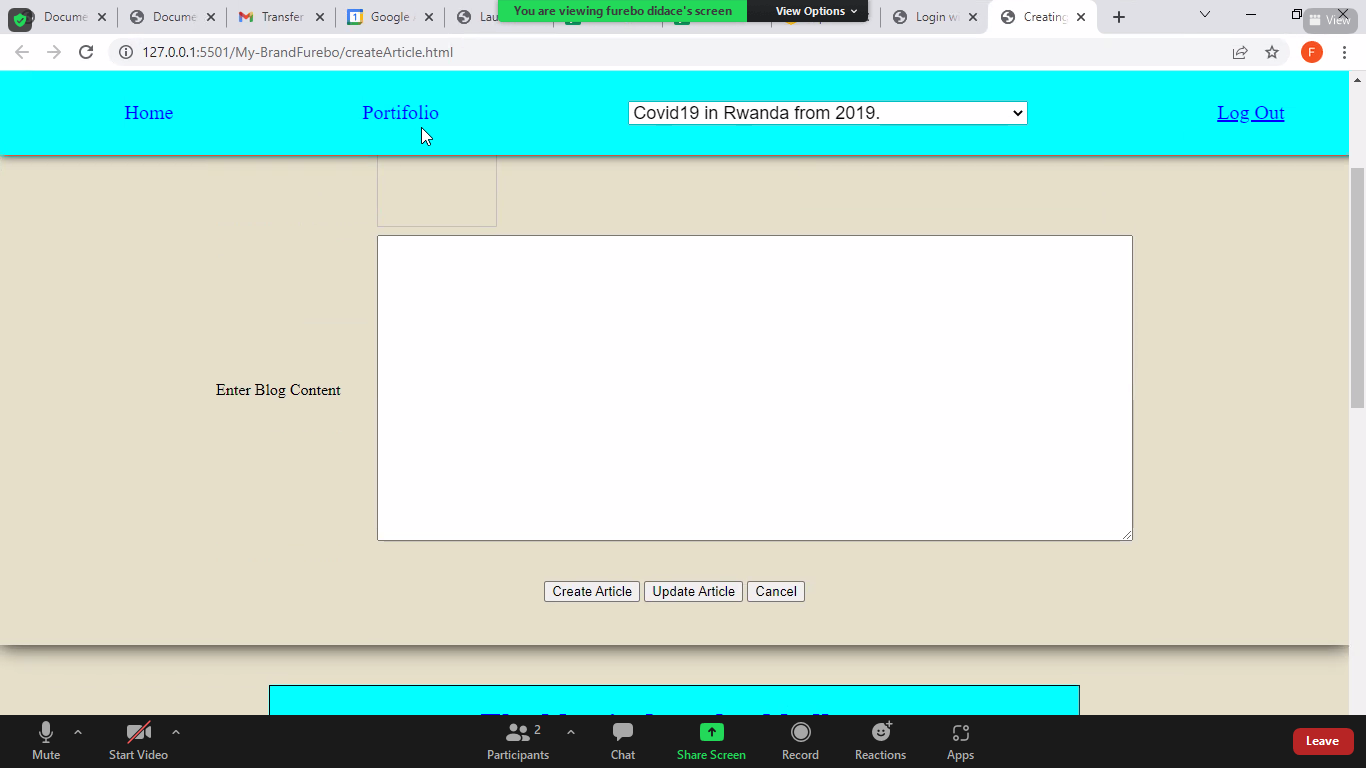 Docume
Docume
Transfer
Google
Lau
You are viewing furebo didace's screen
View Options
Login w
Creating
View
127.0.0.1:5501/My-BrandFurebo/createArticle.html
F
Home
Portifolio
Covid19 in Rwanda from 2019.
Log Out
Enter Blog Content
Create Article
Update Article
Cancel
Mute
Start Video
Participants
2
Chat
Share Screen
Record
Reactions
Apps
Leave